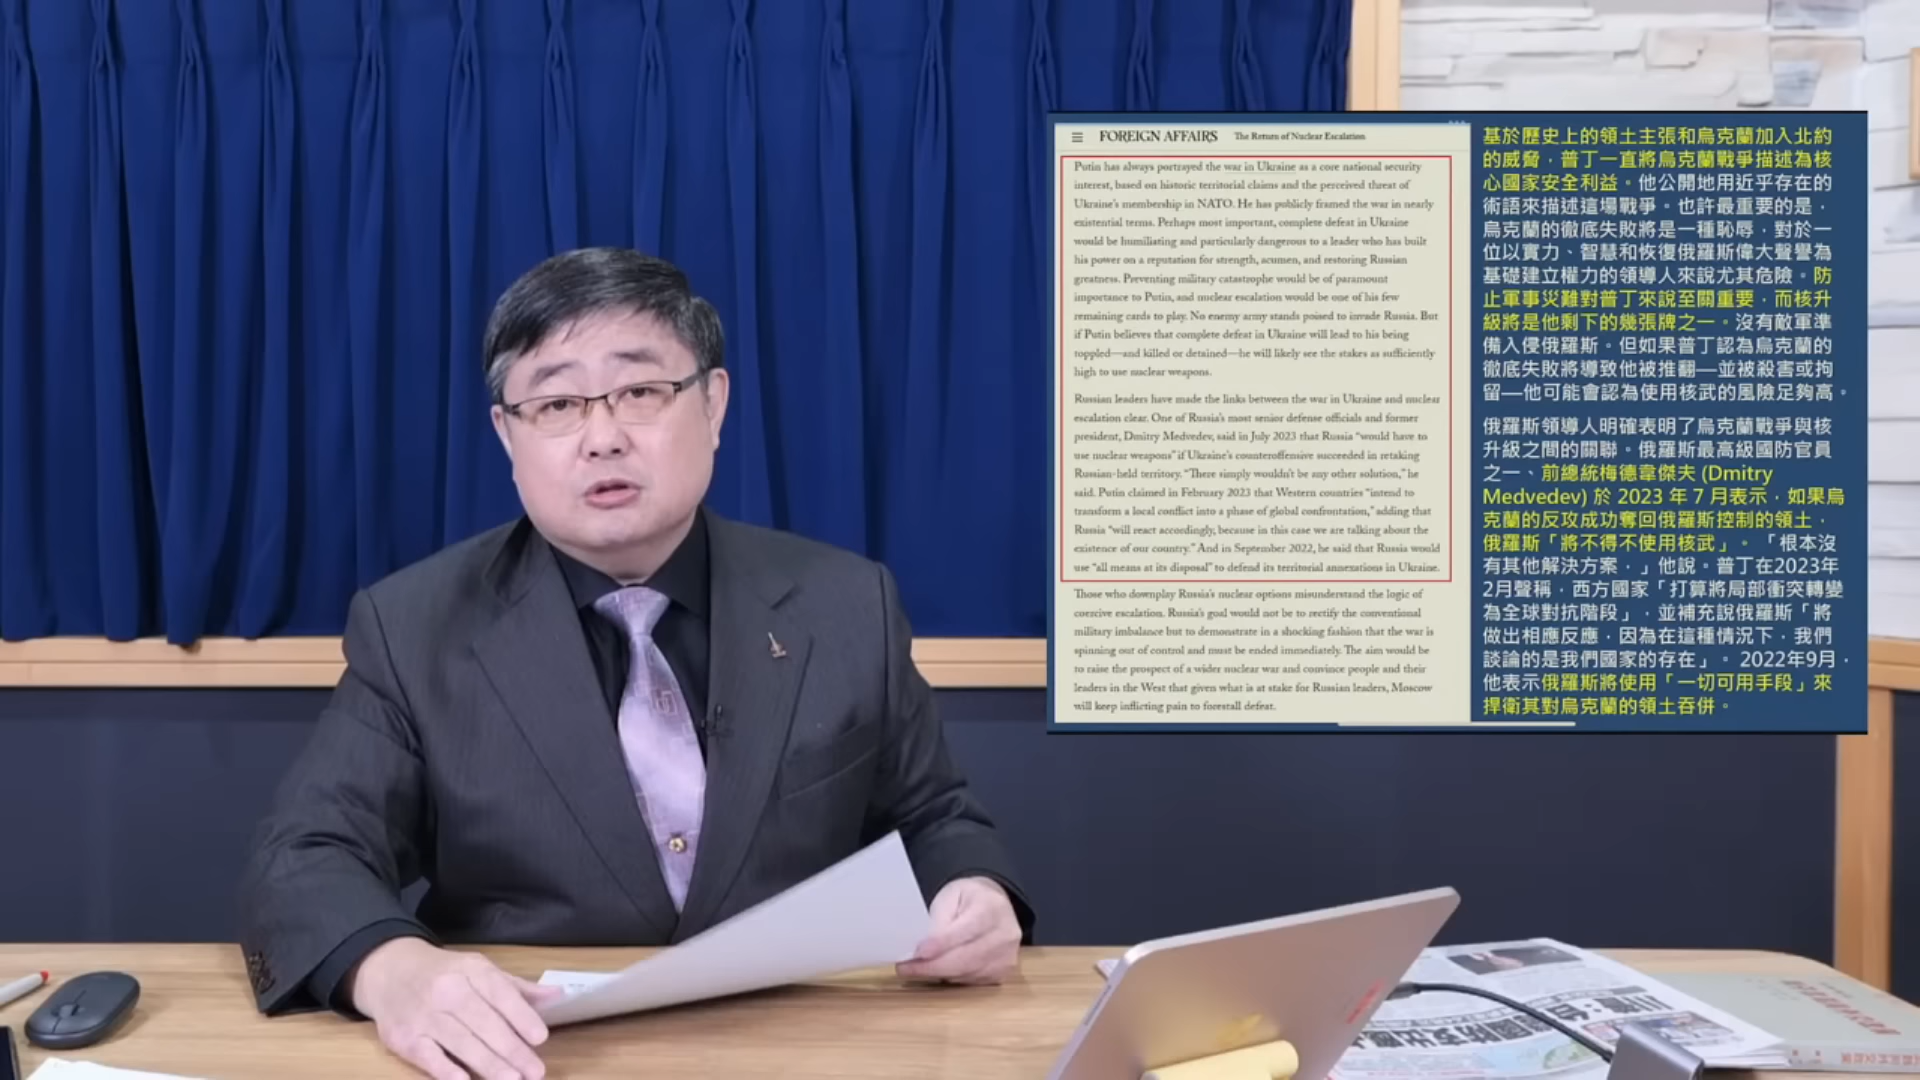 FOREIGN AFFAIRS The Return of Nuclear Escalation
Putin has always portrayed the war in Ukraine as a core national security
interest, based on historic territorial claims and the perceived threat of
Ukraine's membership in NATO. He has publicly framed the war in nearly
existential terms. Perhaps most important, complete defeat in Ukraine
would be humiliating and particularly dangerous to a leader who has built
his power on a reputation for strength, acumen, and restoring Russian
greatness. Preventing military catastrophe would be of paramount
importance to Putin, and nuclear escalation would be one of his few
remaining cards to play. No enemy army stands poised to invade Russia. But
if Putin believes that complete defeat in Ukraine will lead to his being
toppled—and killed or detained—he will likely see the stakes as sufficiently
high to use nuclear weapons.
Russian leaders have made the links between the war in Ukraine and nuclear
escalation clear. One of Russia's most senior defense officials and former
president, Dmitry Medvedev, said in July 2023 that Russia "would have to
use nuclear weapons" if Ukraine's counteroffensive succeeded in retaking
Russian-held territory. "There simply wouldn't be any other solution," he
said. Putin claimed in February 2023 that Western countries "intend to
transform a local conflict into a phase of global confrontation," adding that
Russia "will react accordingly, because in this case we are talking about the
existence of our country." And in September 2022, he said that Russia would
use "all means at its disposal" to defend its territorial annexations in Ukraine.
Those who downplay Russia's nuclear options misunderstand the logic of
coercive escalation. Russia's goal would not be to rectify the conventional
military imbalance but to demonstrate in a shocking fashion that the war is
spinning out of control and must be ended immediately. The aim would be
to raise the prospect of a wider nuclear war and convince people and their
leaders in the West that given what is at stake for Russian leaders, Moscow
will keep inflicting pain to forestall defeat.
基於歷史上的領土主張和烏克蘭加入北約
的威脅，普丁一直將烏克蘭戰爭描述為核
心國家安全利益。他公開地用近乎存在的
術語來描述這場戰爭。也許最重要的是，
烏克蘭的徹底失敗將是一種恥辱，對於一
位以實力、智慧和恢復俄羅斯偉大聲譽為
基礎建立權力的領導人來說尤其危險。防
止軍事災難對普丁來說至關重要，而核升
級將是他剩下的幾張牌之一。沒有敵軍準
備入侵俄羅斯。但如果普丁認為烏克蘭的
徹底失敗將導致他被推翻—並被殺害或拘
留—他可能會認為使用核武的風險足夠高。
俄羅斯領導人明確表明了烏克蘭戰爭與核
升級之間的關聯。俄羅斯最高級國防官員
之一、前總統梅德韋傑夫 (Dmitry
Medvedev) 於 2023 年 7 月表示，如果烏
克蘭的反攻成功奪回俄羅斯控制的領土，
俄羅斯「將不得不使用核武」。「根本沒
有其他解決方案，」他說。普丁在2023年
2月聲稱，西方國家「打算將局部衝突轉變
為全球對抗階段」，並補充說俄羅斯「將
做出相應反應，因為在這種情況下，我們
談論的是我們國家的存在」。 2022年9月，
他表示俄羅斯將使用「一切可用手段」來
捍衛其對烏克蘭的領土吞併。